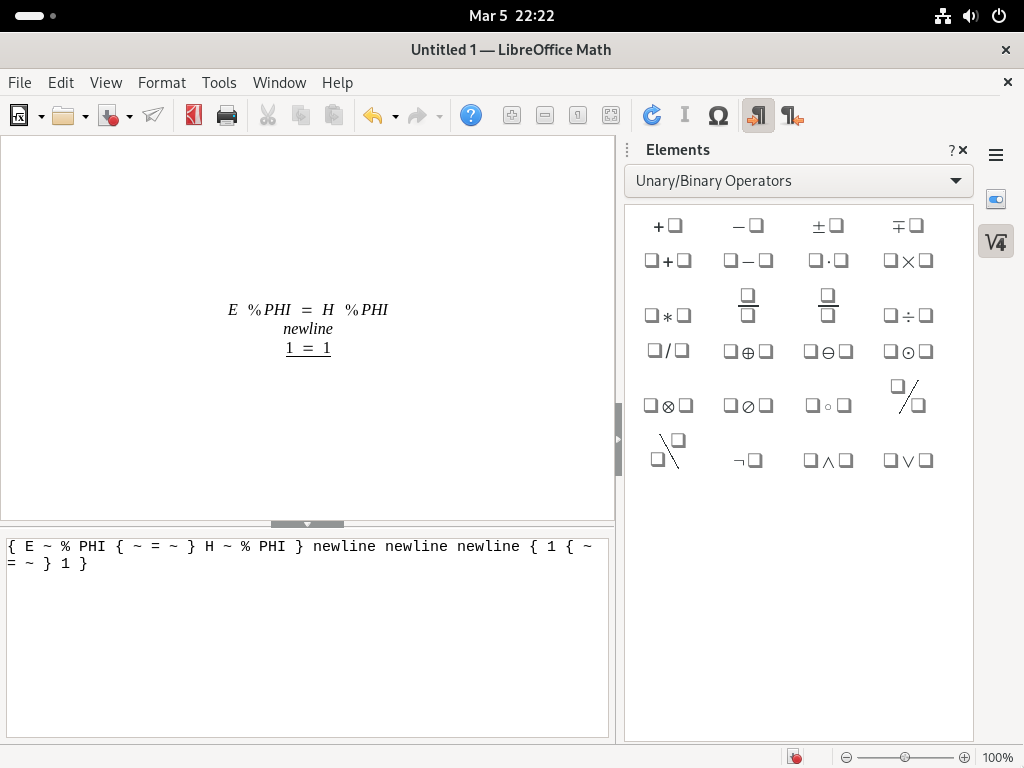 Mar 5 22:22
Untitled 1 — LibreOffice Math
File Edit View Format Tools Window Help
Elements
Unary/Binary Operators
+❏ −❏ ±❏ ∓❏
❏+❏ ❏−❏ ❏·❏ ❏×❏
❏∗❏ ❏/❏ ❏/❏ ❏÷❏
❏/❏ ❏⊕❏ ❏⊖❏ ❏⊙❏
❏⊗❏ ❏⊘❏ ❏∘❏ ❏/❏
❏\❏ ¬❏ ❏∧❏ ❏∨❏
E %PHI = H %PHI
newline
1 = 1
{ E ~ % PHI { ~ = ~ } H ~ % PHI } newline newline newline { 1 { ~
= ~ } 1 }
100%